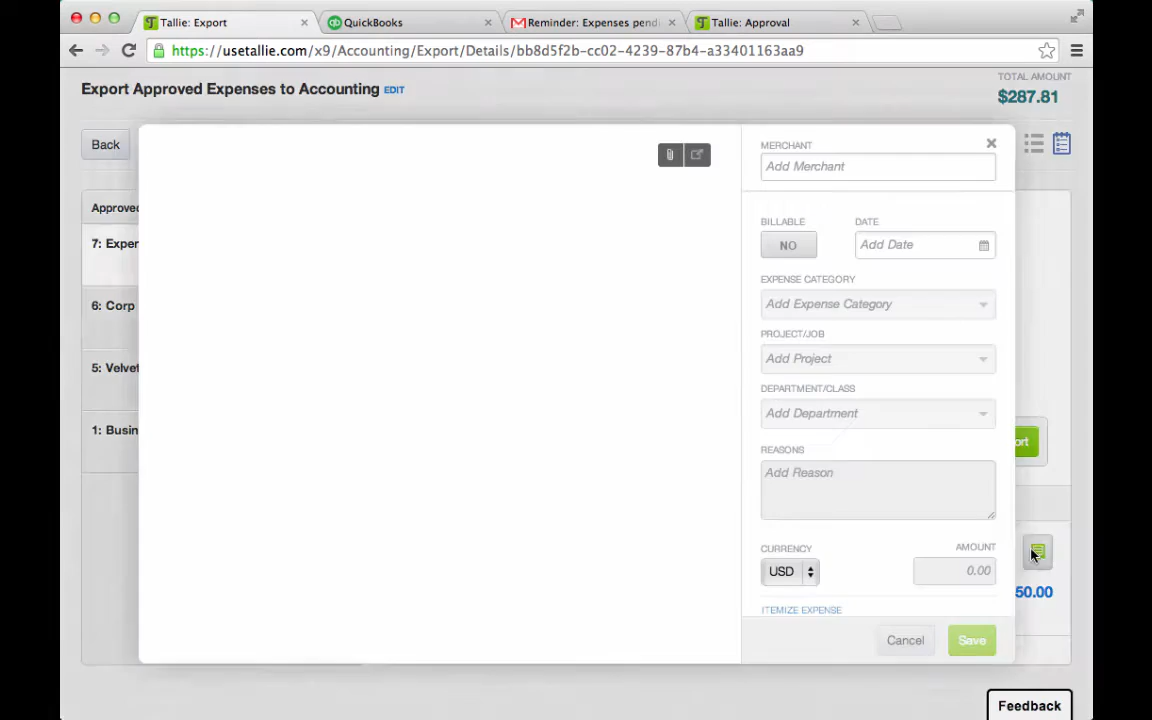 Tallie: Export
QuickBooks
Reminder: Expenses pendi
Tallie: Approval
https://usetallie.com/x9/Accounting/Export/Details/bb8d5f2b-cc02-4239-87b4-a33401163aa9
Export Approved Expenses to Accounting EDIT
TOTAL AMOUNT
$287.81
Back
MERCHANT
Add Merchant
Approved
7: Exper
6: Corp
5: Velvet
1: Busin
BILLABLE
DATE
NO
Add Date
EXPENSE CATEGORY
Add Expense Category
PROJECT/JOB
Add Project
DEPARTMENT/CLASS
Add Department
REASONS
Add Reason
ort
CURRENCY
AMOUNT
USD
0.00
50.00
ITEMIZE EXPENSE
Cancel
Save
Feedback